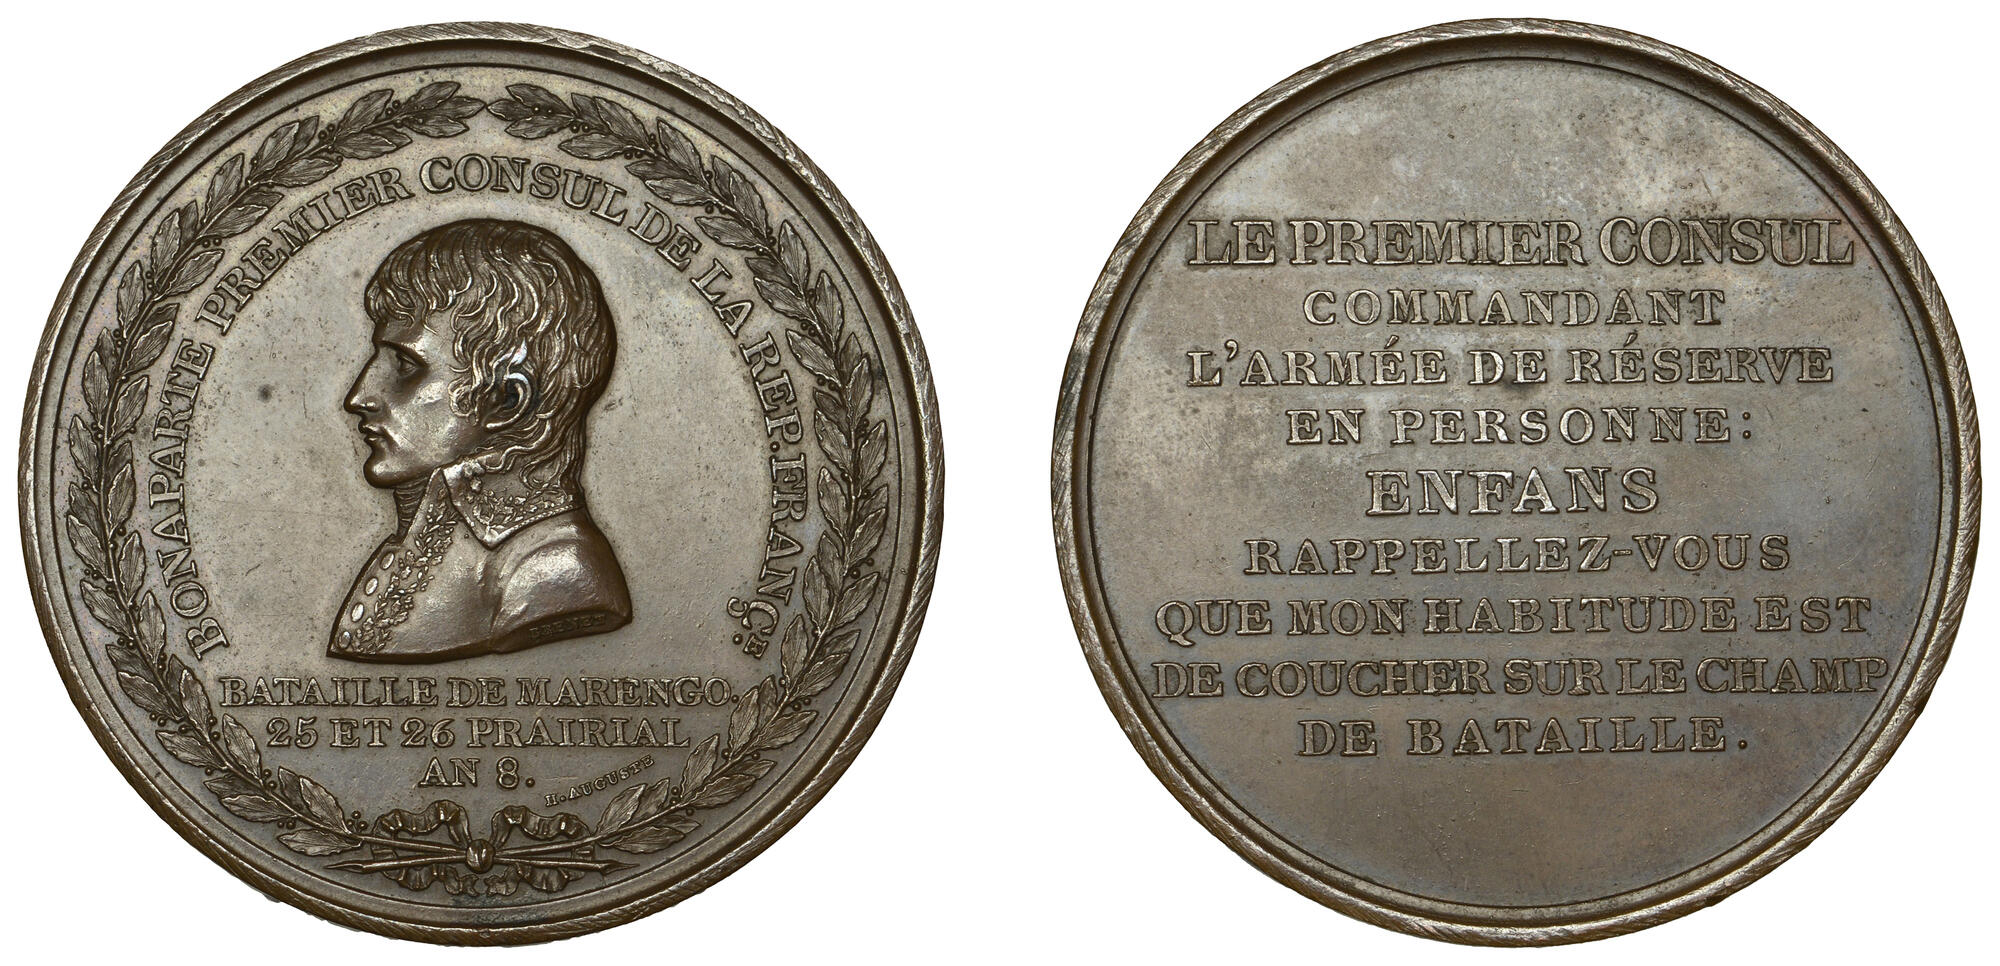 BONAPARTE PREMIER CONSUL DE LA REP. FRANÇ.E
BRENET
BATAILLE DE MARENGO.
25 ET 26 PRAIRIAL
AN 8.
H. AUGUSTE
LE PREMIER CONSUL
COMMANDANT
L'ARMÉE DE RÉSERVE
EN PERSONNE:
ENFANS
RAPPELLEZ-VOUS
QUE MON HABITUDE EST
DE COUCHER SUR LE CHAMP
DE BATAILLE.